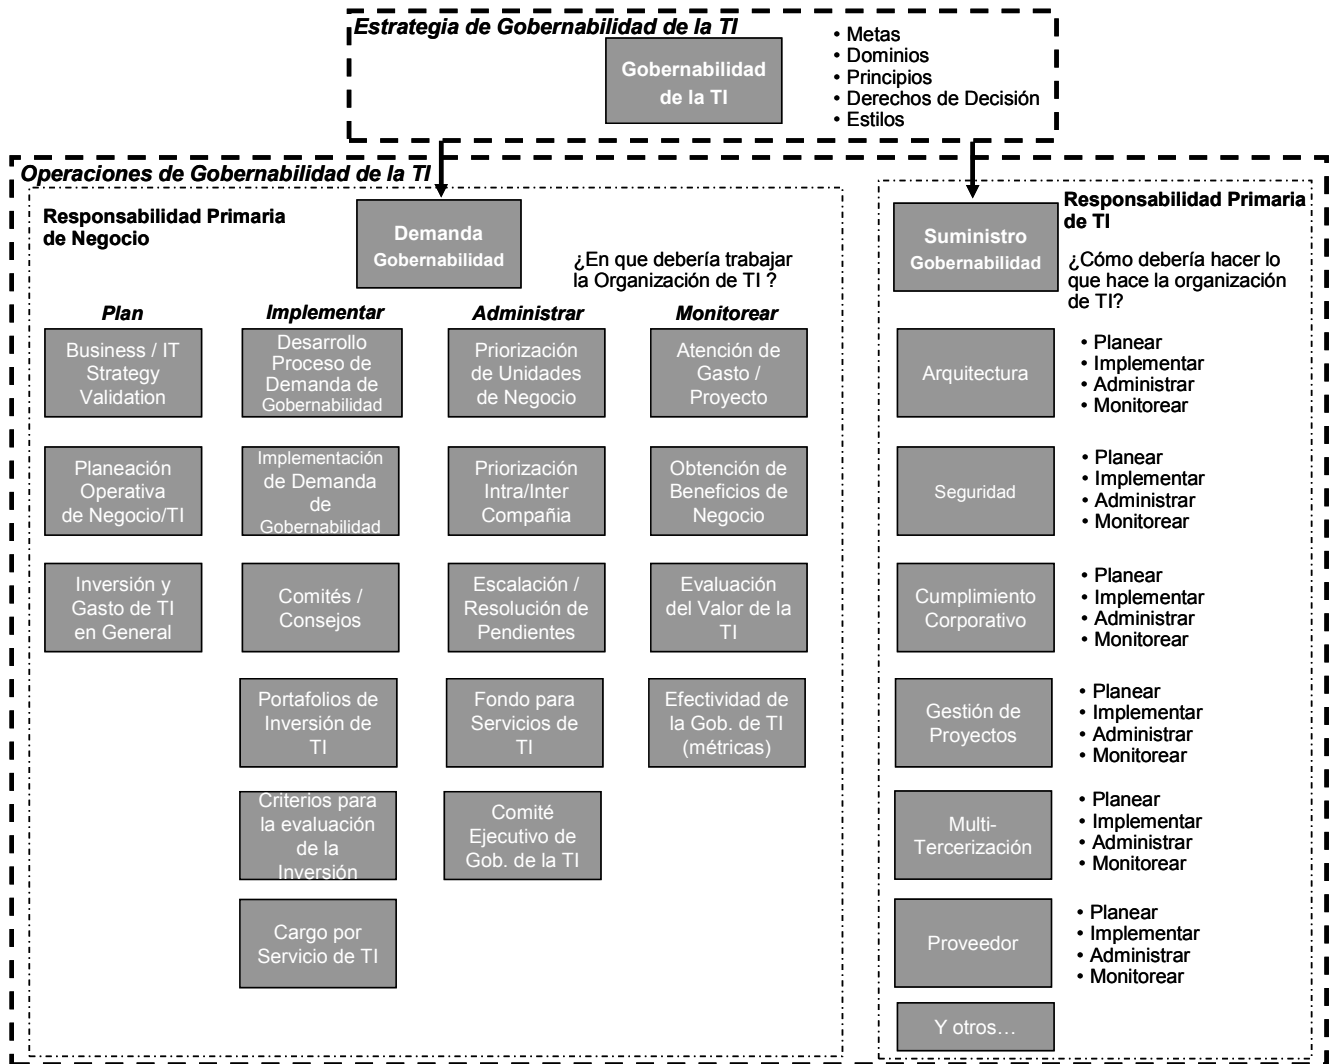 Estrategia de Gobernabilidad de la TI
Gobernabilidad
de la TI
• Metas
• Dominios
• Principios
• Derechos de Decisión
• Estilos
Operaciones de Gobernabilidad de la TI
Responsabilidad Primaria
de Negocio
Demanda
Gobernabilidad
¿En que debería trabajar
la Organización de TI ?
Plan
Business / IT
Strategy
Validation
Planeación
Operativa
de Negocio/TI
Inversión y
Gasto de TI
en General
Implementar
Desarrollo
Proceso de
Demanda de
Gobernabilidad
Implementación
de Demanda
de
Gobernabilidad
Comités /
Consejos
Portafolios de
Inversión de
TI
Criterios para
la evaluación
de la
Inversión
Cargo por
Servicio de TI
Administrar
Priorización
de Unidades
de Negocio
Priorización
Intra/Inter
Compañia
Escalación /
Resolución de
Pendientes
Fondo para
Servicios de
TI
Comité
Ejecutivo de
Gob. de la TI
Monitorear
Atención de
Gasto /
Proyecto
Obtención de
Beneficios de
Negocio
Evaluación
del Valor de la
TI
Efectividad de
la Gob. de TI
(métricas)
Responsabilidad Primaria
de TI
Suministro
Gobernabilidad
¿Cómo debería hacer lo
que hace la organización
de TI?
Arquitectura
• Planear
• Implementar
• Administrar
• Monitorear
Seguridad
• Planear
• Implementar
• Administrar
• Monitorear
Cumplimiento
Corporativo
• Planear
• Implementar
• Administrar
• Monitorear
Gestión de
Proyectos
• Planear
• Implementar
• Administrar
• Monitorear
Multi-
Tercerización
• Planear
• Implementar
• Administrar
• Monitorear
Proveedor
• Planear
• Implementar
• Administrar
• Monitorear
Y otros…